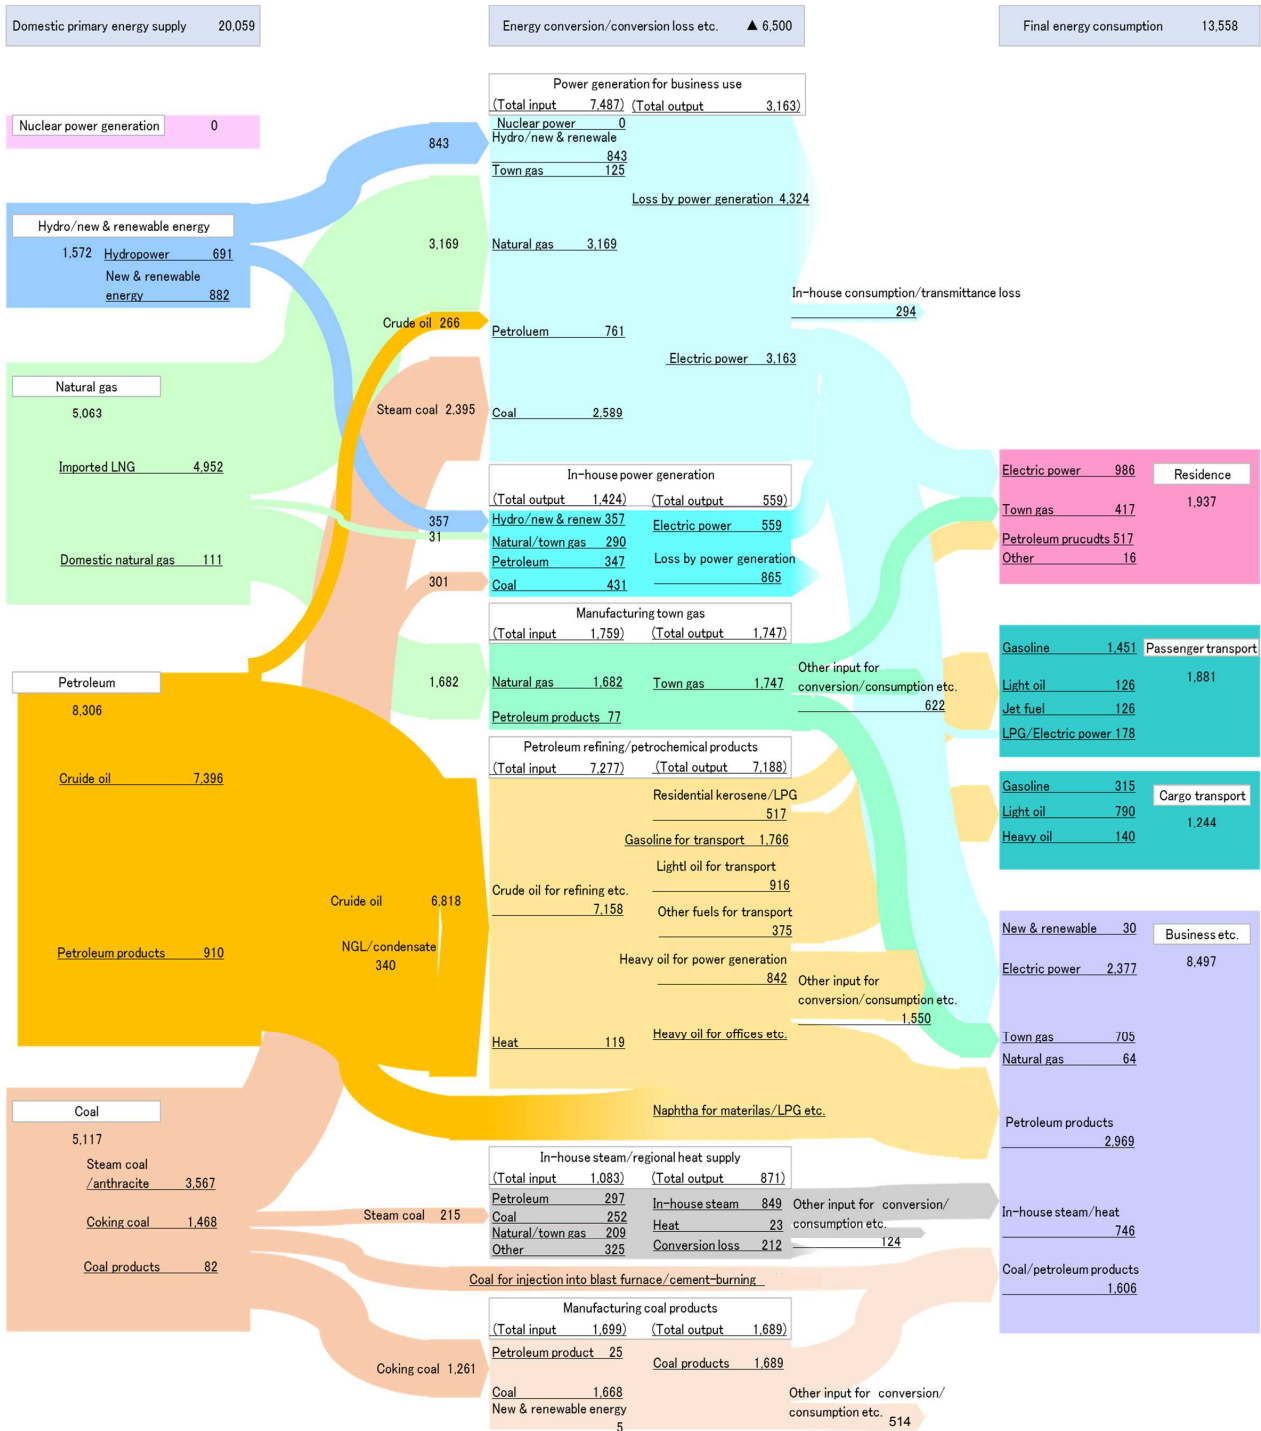 Domestic primary energy supply 20,059
Energy conversion/conversion loss etc. ▲ 6,500
Final energy consumption 13,558
Nuclear power generation 0
Hydro/new & renewable energy
1,572 Hydropower 691
New & renewable
energy 882
Natural gas
5,063
Imported LNG 4,952
Domestic natural gas 111
Petroleum
8,306
Cruide oil 7,396
Petroleum products 910
Coal
5,117
Steam coal
/anthracite 3,567
Coking coal 1,468
Coal products 82
843
3,169
Crude oil 266
Steam coal 2,395
357
31
301
1,682
Cruide oil 6,818
NGL/condensate
340
Steam coal 215
Coking coal 1,261
Power generation for business use
(Total input 7,487) (Total output 3,163)
Nuclear power 0
Hydro/new & renewale
843
Town gas 125
Loss by power generation 4,324
Natural gas 3,169
Petroluem 761
Electric power 3,163
Coal 2,589
In-house consumption/transmittance loss
294
In-house power generation
(Total output 1,424) (Total output 559)
Hydro/new & renew 357
Electric power 559
Natural/town gas 290
Petroleum 347
Loss by power generation
865
Coal 431
Manufacturing town gas
(Total input 1,759) (Total output 1,747)
Natural gas 1,682
Town gas 1,747
Petroleum products 77
Other input for
conversion/consumption etc.
622
Petroleum refining/petrochemical products
(Total input 7,277) (Total output 7,188)
Residential kerosene/LPG
517
Gasoline for transport 1,766
Lightl oil for transport
916
Crude oil for refining etc.
7,158
Other fuels for transport
375
Heavy oil for power generation
842
Other input for
conversion/consumption etc.
1,550
Heat 119
Heavy oil for offices etc.
Naphtha for materilas/LPG etc.
In-house steam/regional heat supply
(Total input 1,083) (Total output 871)
Petroleum 297
Coal 252
Natural/town gas 209
Other 325
In-house steam 849
Heat 23
Conversion loss 212
Other input for conversion/
consumption etc.
124
Coal for injection into blast furnace/cement-burning
Manufacturing coal products
(Total input 1,699) (Total output 1,689)
Petroleum product 25
Coal products 1,689
Coal 1,668
New & renewable energy
5
Other input for conversion/
consumption etc. 514
Electric power 986
Residence
1,937
Town gas 417
Petroleum prucudts 517
Other 16
Gasoline 1,451
Passenger transport
1,881
Light oil 126
Jet fuel 126
LPG/Electric power 178
Gasoline 315
Cargo transport
1,244
Light oil 790
Heavy oil 140
New & renewable 30
Business etc.
8,497
Electric power 2,377
Town gas 705
Natural gas 64
Petroleum products
2,969
In-house steam/heat
746
Coal/petroleum products
1,606